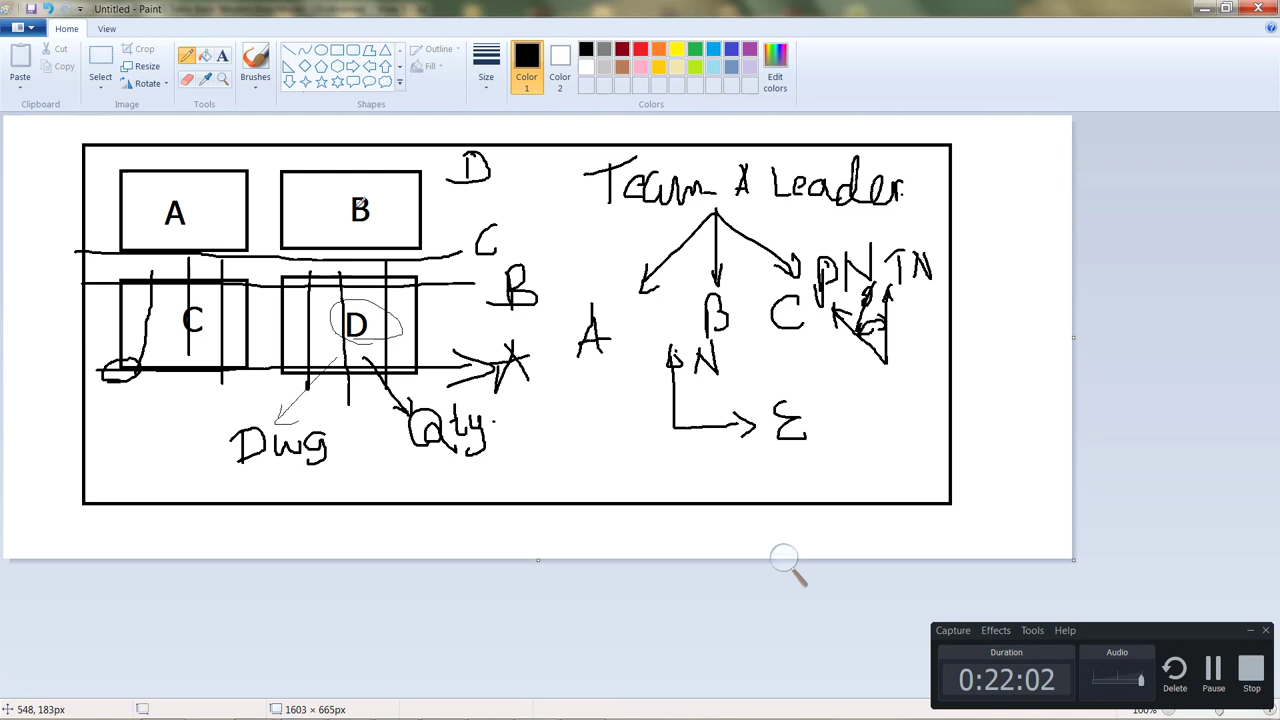 Untitled - Paint
Home View
Paste
Cut
Copy
Clipboard
Select
Crop
Resize
Rotate
Image
Tools
Brushes
Shapes
Outline
Fill
Size
Color 1
Color 2
Edit colors
Colors
A B D
Team A Leader
C
B
PN TN
C D
A B C
A
PN
Dwg Qty.
E
Capture Effects Tools Help
Duration Audio
0:22:02
Delete Pause Stop
548, 183px
1603 × 665px
100%